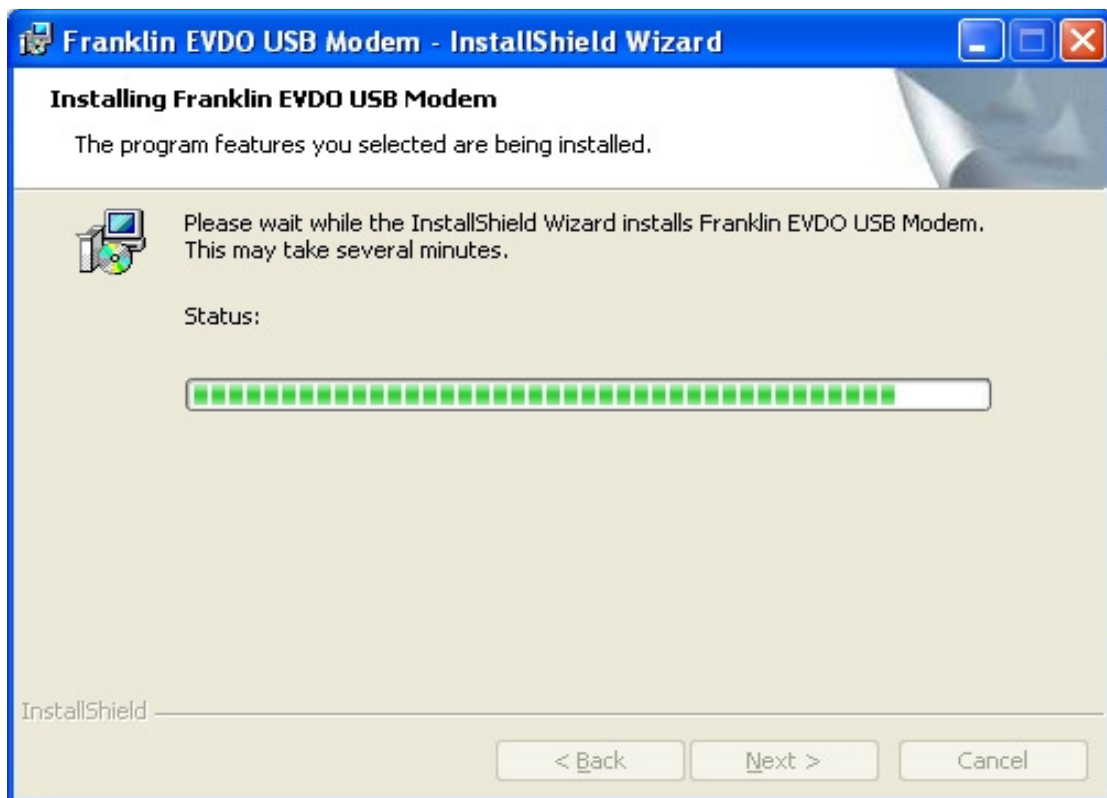 Franklin EVDO USB Modem - InstallShield Wizard
Installing Franklin EVDO USB Modem
The program features you selected are being installed.
Please wait while the InstallShield Wizard installs Franklin EVDO USB Modem.
This may take several minutes.
Status:
InstallShield
< Back
Next >
Cancel